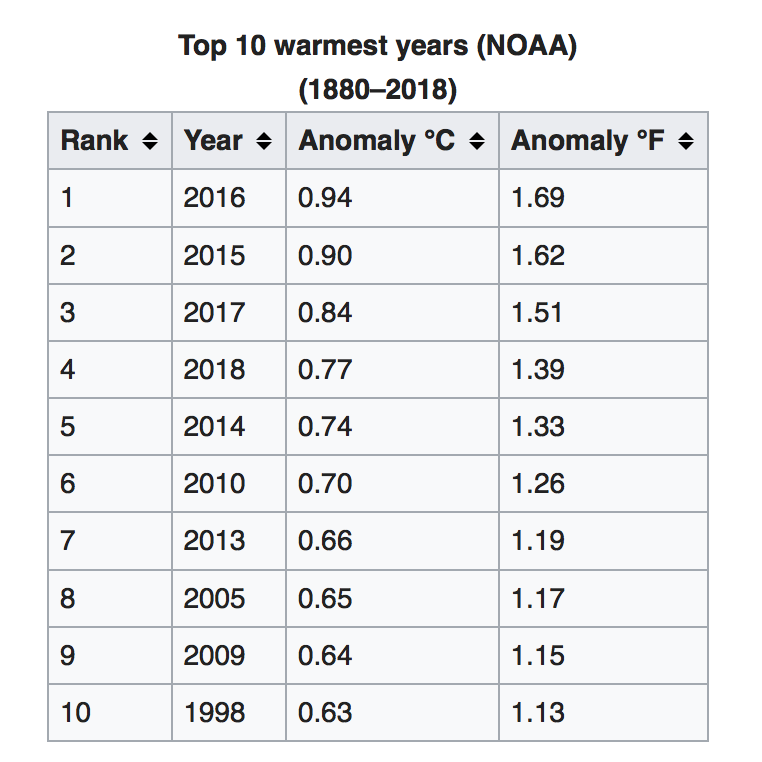 Top 10 warmest years (NOAA)
(1880–2018)
Rank Year Anomaly °C Anomaly °F
1 2016 0.94 1.69
2 2015 0.90 1.62
3 2017 0.84 1.51
4 2018 0.77 1.39
5 2014 0.74 1.33
6 2010 0.70 1.26
7 2013 0.66 1.19
8 2005 0.65 1.17
9 2009 0.64 1.15
10 1998 0.63 1.13